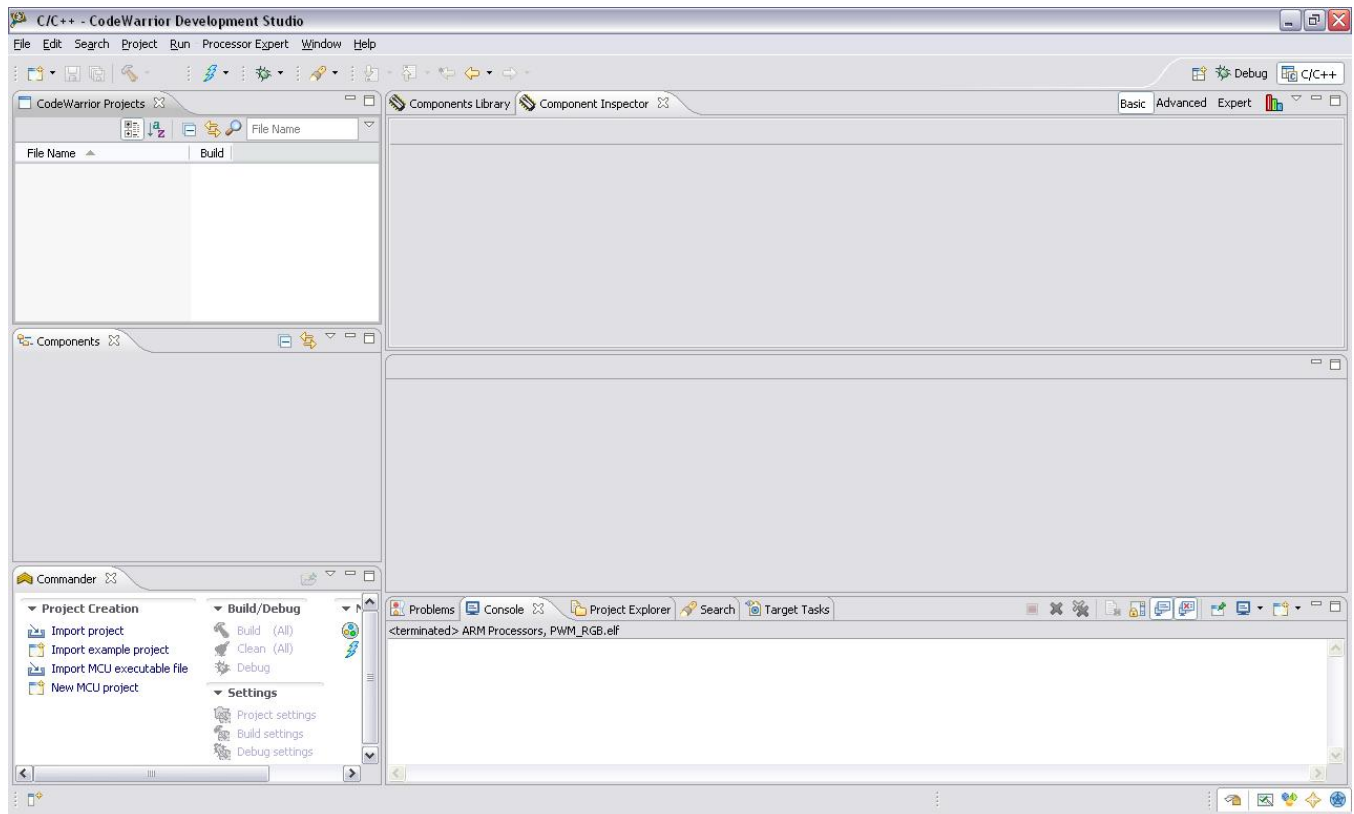 C/C++ - CodeWarrior Development Studio
File Edit Search Project Run Processor Expert Window Help
Debug C/C++
CodeWarrior Projects
File Name
File Name Build
Components Library Component Inspector
Basic Advanced Expert
Components
Commander
Project Creation
Import project
Import example project
Import MCU executable file
New MCU project
Build/Debug
Build (All)
Clean (All)
Debug
Settings
Project settings
Build settings
Debug settings
Problems Console Project Explorer Search Target Tasks
<terminated> ARM Processors, PWM_RGB.elf